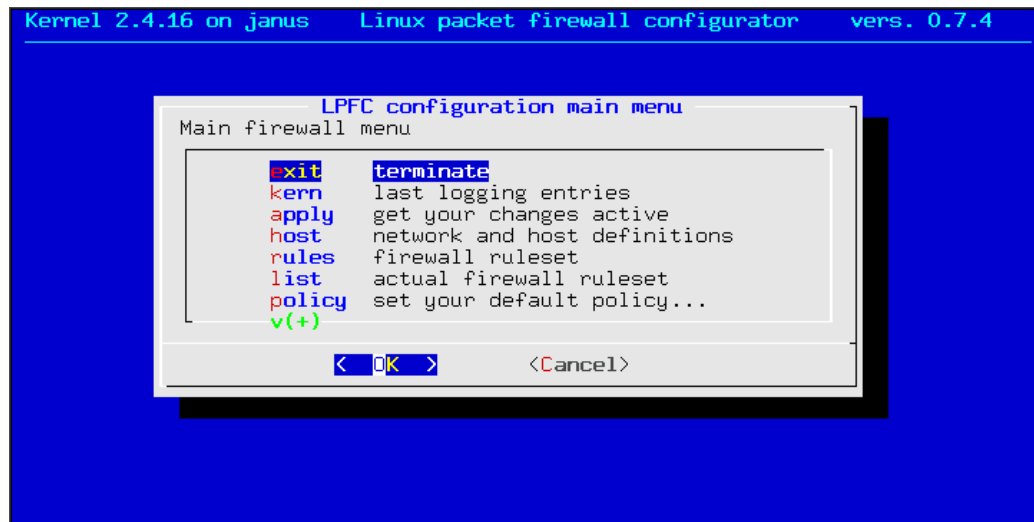 Kernel 2.4.16 on janus Linux packet firewall configurator vers. 0.7.4
LPFC configuration main menu
Main firewall menu
exit terminate
kern last logging entries
apply get your changes active
host network and host definitions
rules firewall ruleset
list actual firewall ruleset
policy set your default policy...
v(+)
< OK > <Cancel>